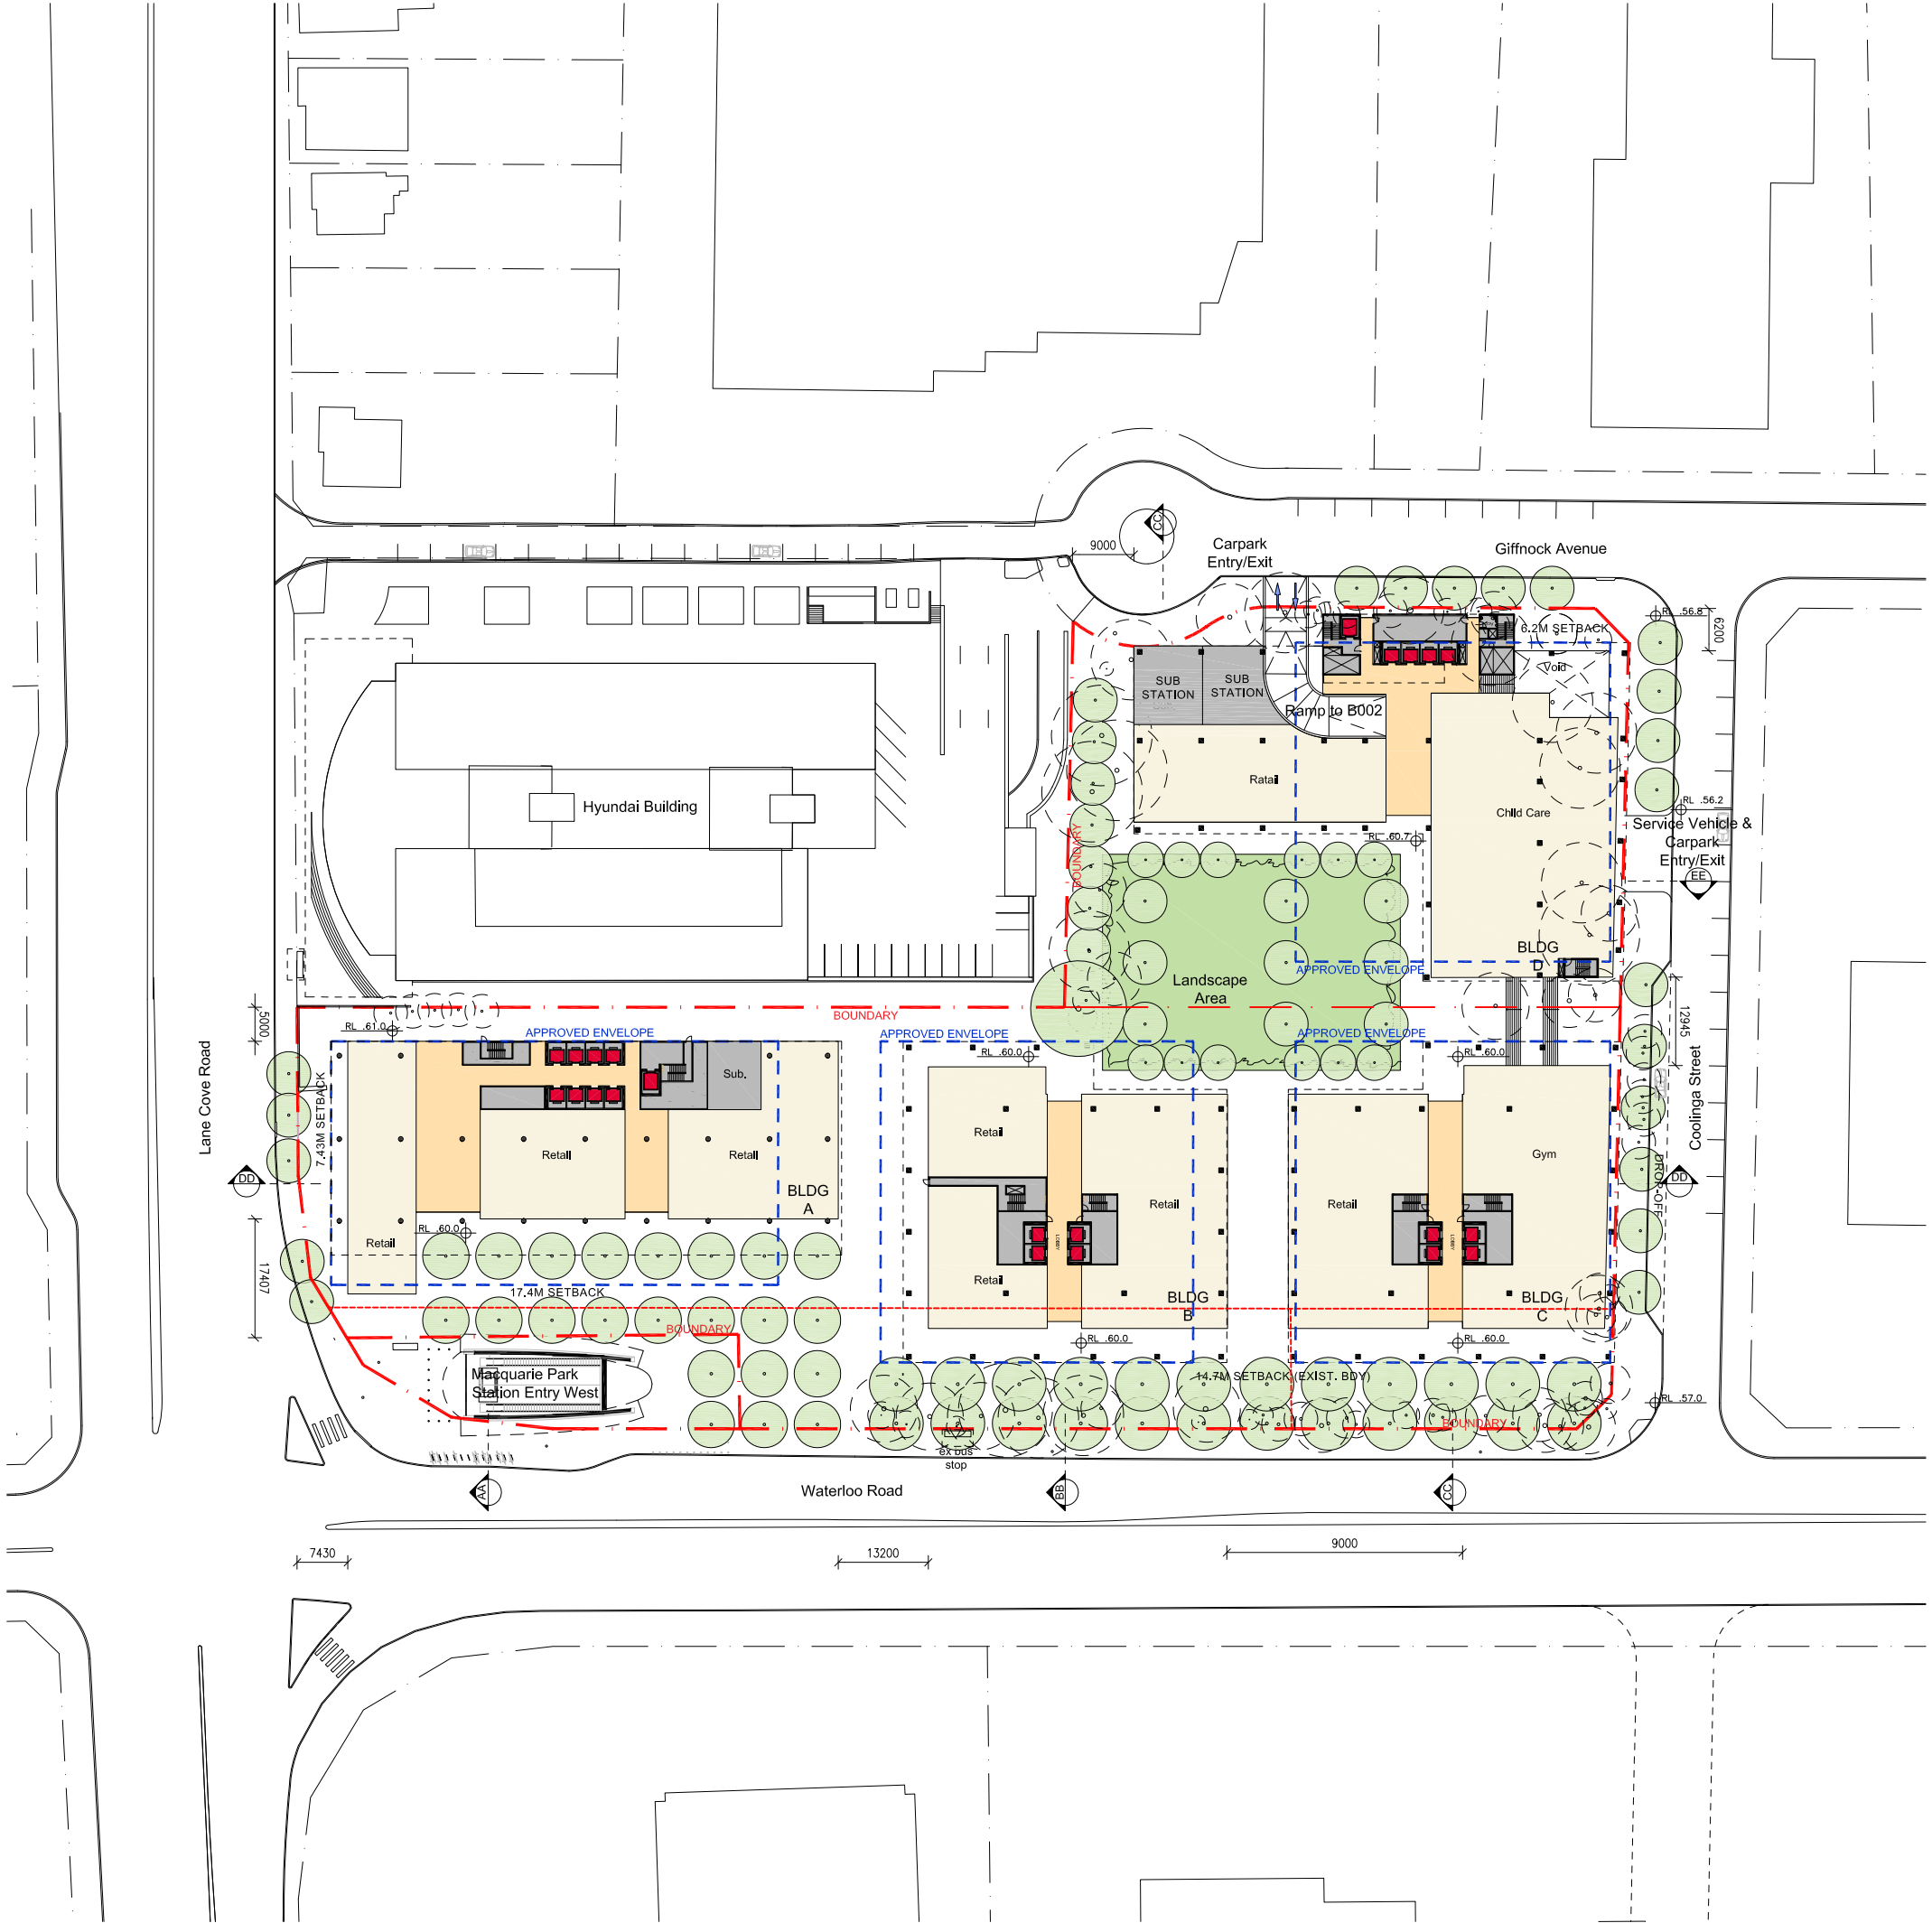 CC
Carpark
Entry/Exit
Giffnock Avenue
9000
RL .56.8
6200
6.2M SETBACK
Void
SUB
STATION
SUB
STATION
Ramp to B002
Ratail
Hyundai Building
Child Care
RL .56.2
Service Vehicle &
Carpark
Entry/Exit
EE
RL .60.7
BOUNDARY
BLDG
D
APPROVED ENVELOPE
Landscape
Area
BOUNDARY
5000
RL .61.0
APPROVED ENVELOPE
APPROVED ENVELOPE
APPROVED ENVELOPE
RL .60.0
RL .60.0
12945
Sub.
Lane Cove Road
7.43M SETBACK
Coolinga Street
Retail
Retail
Retail
Gym
DROP-OFF
DD
DD
BLDG
A
Retail
Retail
RL .60.0
Retail
LOBBY
LOBBY
17407
Retail
BLDG
B
BLDG
C
17.4M SETBACK
BOUNDARY
RL .60.0
RL .60.0
Macquarie Park
Station Entry West
14.7M SETBACK (EXIST. BDY)
RL .57.0
BOUNDARY
ex bus
stop
AA
Waterloo Road
BB
CC
7430
13200
9000